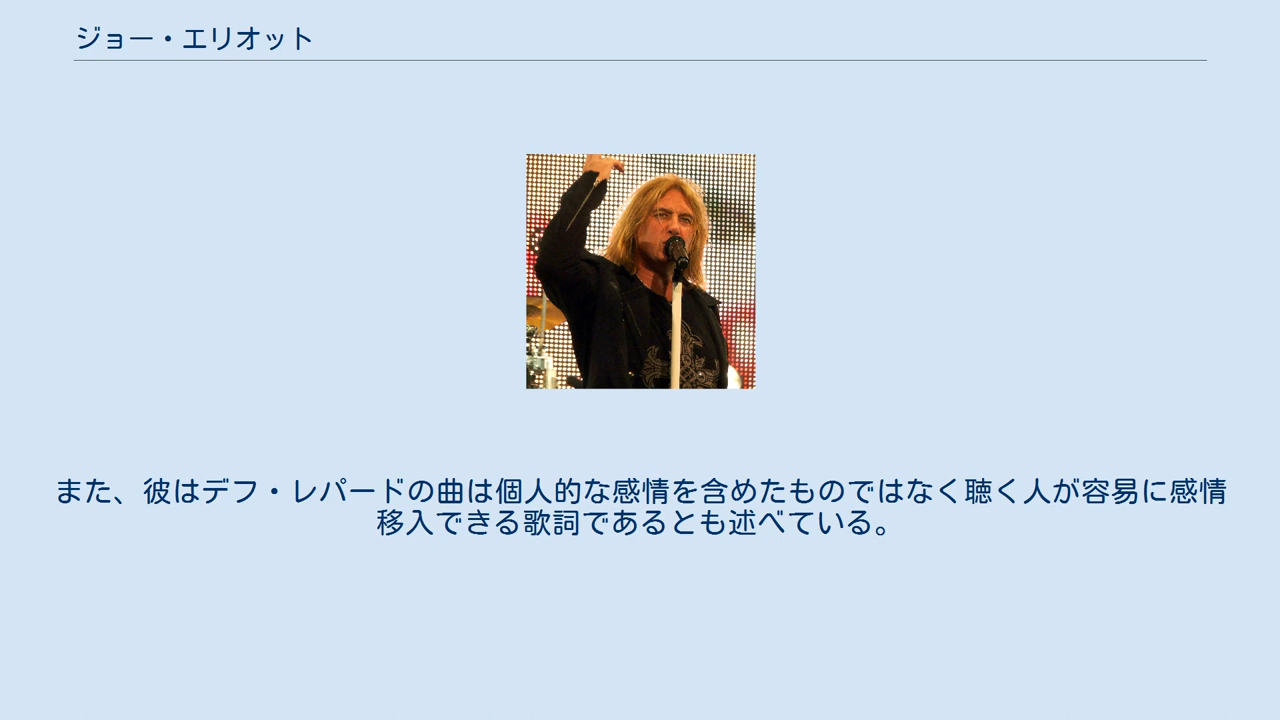 ジョー・エリオット
また、彼はデフ・レパードの曲は個人的な感情を含めたものではなく聴く人が容易に感情
移入できる歌詞であるとも述べている。